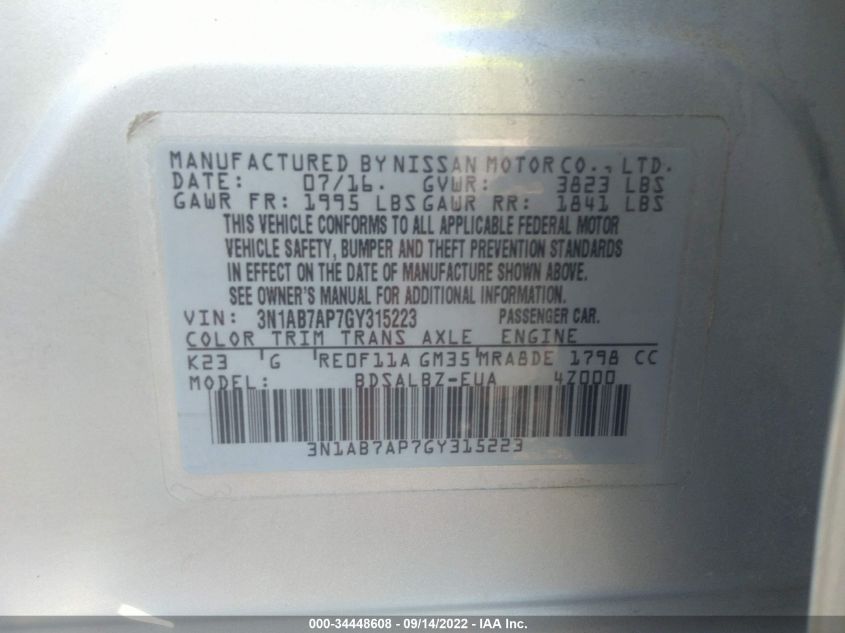 MANUFACTURED BY NISSAN MOTOR CO., LTD.
DATE: 07/16. GVWR: 3823 LBS
GAWR FR: 1995 LBS GAWR RR: 1841 LBS
THIS VEHICLE CONFORMS TO ALL APPLICABLE FEDERAL MOTOR
VEHICLE SAFETY, BUMPER AND THEFT PREVENTION STANDARDS
IN EFFECT ON THE DATE OF MANUFACTURE SHOWN ABOVE.
SEE OWNER'S MANUAL FOR ADDITIONAL INFORMATION.
VIN: 3N1AB7AP7GY315223 PASSENGER CAR.
COLOR TRIM TRANS AXLE ENGINE
K23 G RE0F11A GM35 MRA8DE 1798 CC
MODEL: BDSALBZ-EUA 4Z000
3N1AB7AP7GY315223
000-34448608 - 09/14/2022 - IAA Inc.